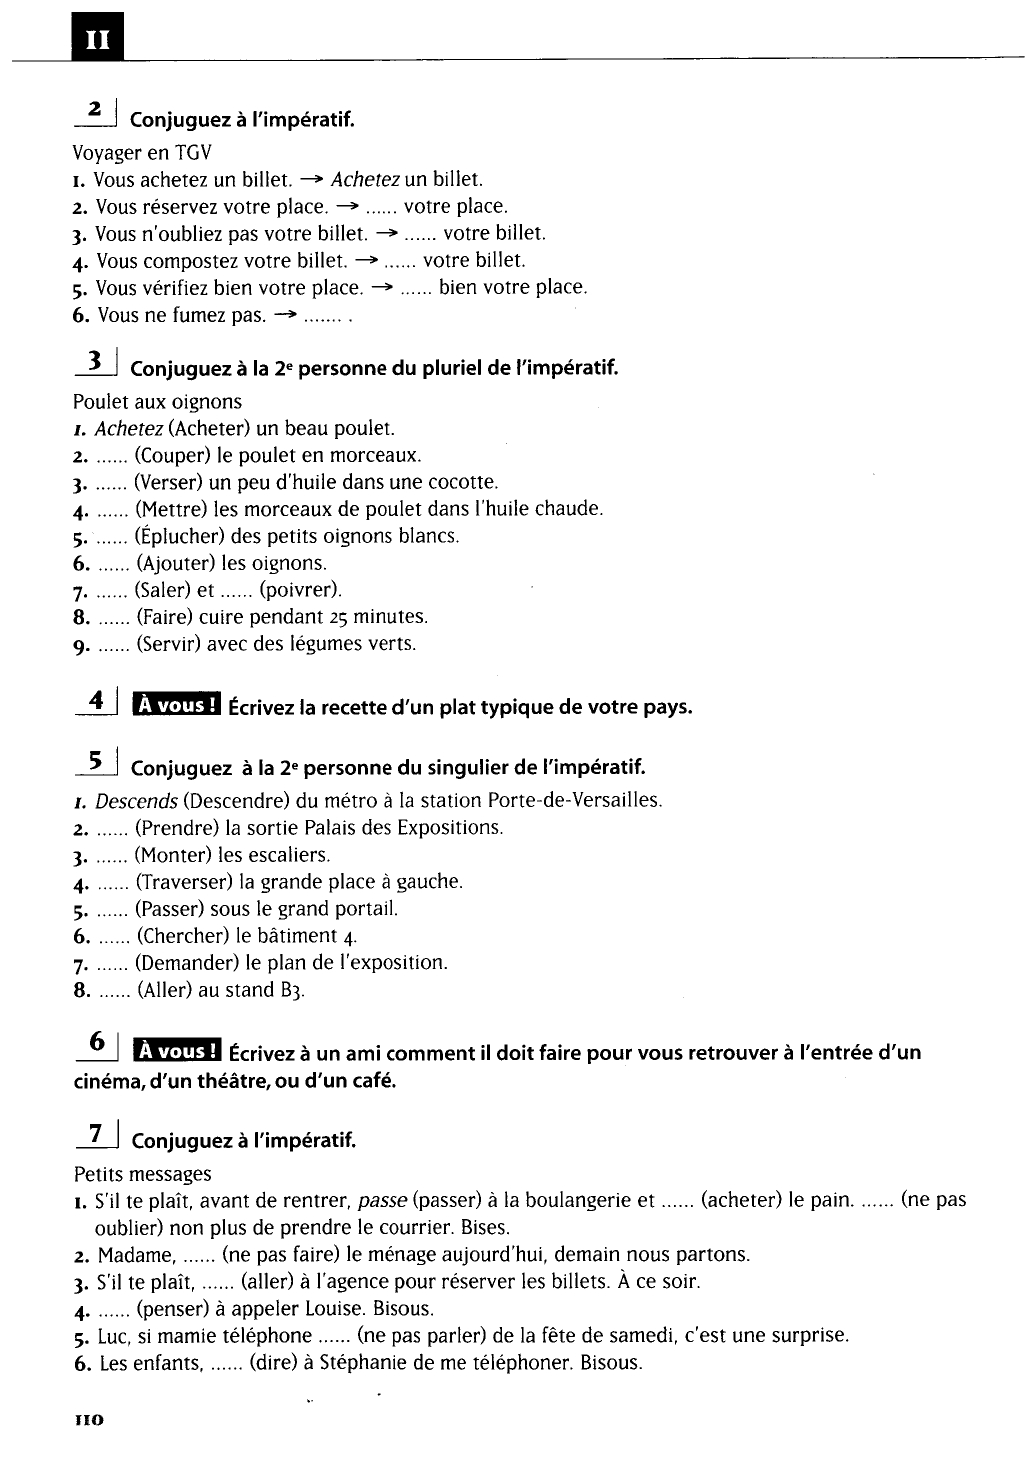 II
2 Conjuguez à l'impératif.
Voyager en TGV
1. Vous achetez un billet. → Achetez un billet.
2. Vous réservez votre place. → ...... votre place.
3. Vous n'oubliez pas votre billet. → ...... votre billet.
4. Vous compostez votre billet. → ...... votre billet.
5. Vous vérifiez bien votre place. → ...... bien votre place.
6. Vous ne fumez pas. → ....... .
3 Conjuguez à la 2e personne du pluriel de l'impératif.
Poulet aux oignons
1. Achetez (Acheter) un beau poulet.
2. ...... (Couper) le poulet en morceaux.
3. ...... (Verser) un peu d'huile dans une cocotte.
4. ...... (Mettre) les morceaux de poulet dans l'huile chaude.
5. ...... (Éplucher) des petits oignons blancs.
6. ...... (Ajouter) les oignons.
7. ...... (Saler) et ...... (poivrer).
8. ...... (Faire) cuire pendant 25 minutes.
9. ...... (Servir) avec des légumes verts.
4 À vous ! Écrivez la recette d'un plat typique de votre pays.
5 Conjuguez à la 2e personne du singulier de l'impératif.
1. Descends (Descendre) du métro à la station Porte-de-Versailles.
2. ...... (Prendre) la sortie Palais des Expositions.
3. ...... (Monter) les escaliers.
4. ...... (Traverser) la grande place à gauche.
5. ...... (Passer) sous le grand portail.
6. ...... (Chercher) le bâtiment 4.
7. ...... (Demander) le plan de l'exposition.
8. ...... (Aller) au stand B3.
6 À vous ! Écrivez à un ami comment il doit faire pour vous retrouver à l'entrée d'un
cinéma, d'un théâtre, ou d'un café.
7 Conjuguez à l'impératif.
Petits messages
1. S'il te plaît, avant de rentrer, passe (passer) à la boulangerie et ...... (acheter) le pain. ...... (ne pas
oublier) non plus de prendre le courrier. Bises.
2. Madame, ...... (ne pas faire) le ménage aujourd'hui, demain nous partons.
3. S'il te plaît, ...... (aller) à l'agence pour réserver les billets. À ce soir.
4. ...... (penser) à appeler Louise. Bisous.
5. Luc, si mamie téléphone ...... (ne pas parler) de la fête de samedi, c'est une surprise.
6. Les enfants, ...... (dire) à Stéphanie de me téléphoner. Bisous.
110